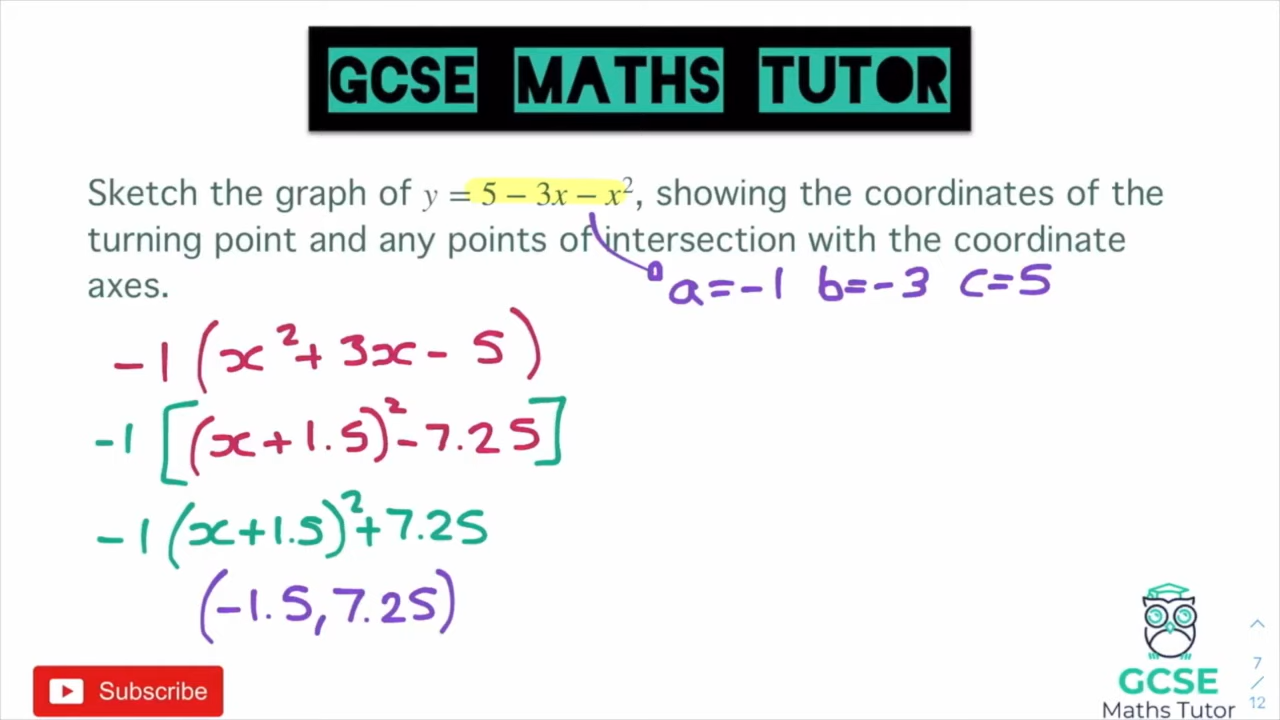 GCSE MATHS TUTOR
Sketch the graph of y = 5 – 3x – x², showing the coordinates of the
turning point and any points of intersection with the coordinate
axes.
a=-1 b=-3 c=5
-1(x²+3x-5)
-1[(x+1.5)²-7.25]
-1(x+1.5)²+7.25
(-1.5,7.25)
Subscribe
GCSE
Maths Tutor
7
/
12